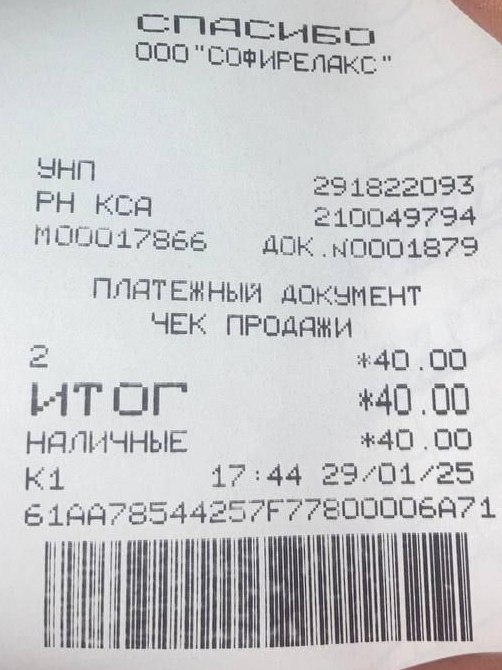 СПАСИБО
ООО "СОФИРЕЛАКС"
УНП 291822093
РН КСА 210049794
М00017866 ДОК.N0001879
ПЛАТЕЖНЫЙ ДОКУМЕНТ
ЧЕК ПРОДАЖИ
2 *40.00
ИТОГ *40.00
НАЛИЧНЫЕ *40.00
К1 17:44 29/01/25
61AA78544257F77800006A71